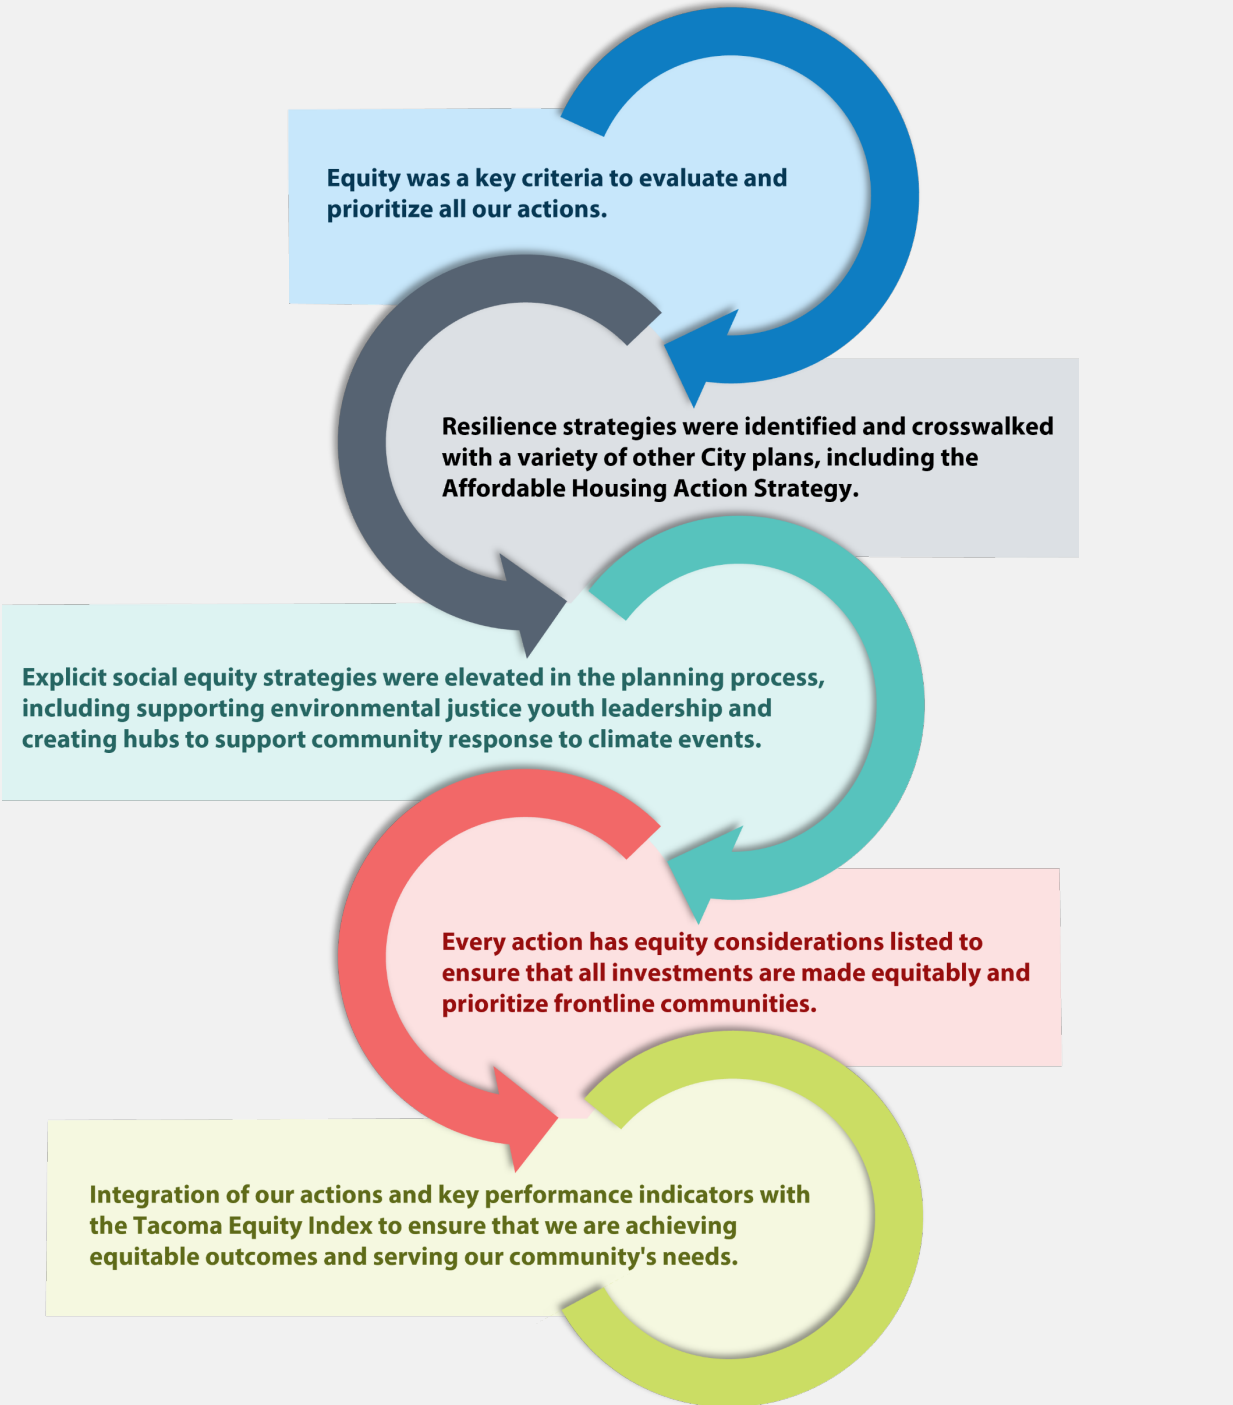 Equity was a key criteria to evaluate and
prioritize all our actions.
Resilience strategies were identified and crosswalked
with a variety of other City plans, including the
Affordable Housing Action Strategy.
Explicit social equity strategies were elevated in the planning process,
including supporting environmental justice youth leadership and
creating hubs to support community response to climate events.
Every action has equity considerations listed to
ensure that all investments are made equitably and
prioritize frontline communities.
Integration of our actions and key performance indicators with
the Tacoma Equity Index to ensure that we are achieving
equitable outcomes and serving our community's needs.